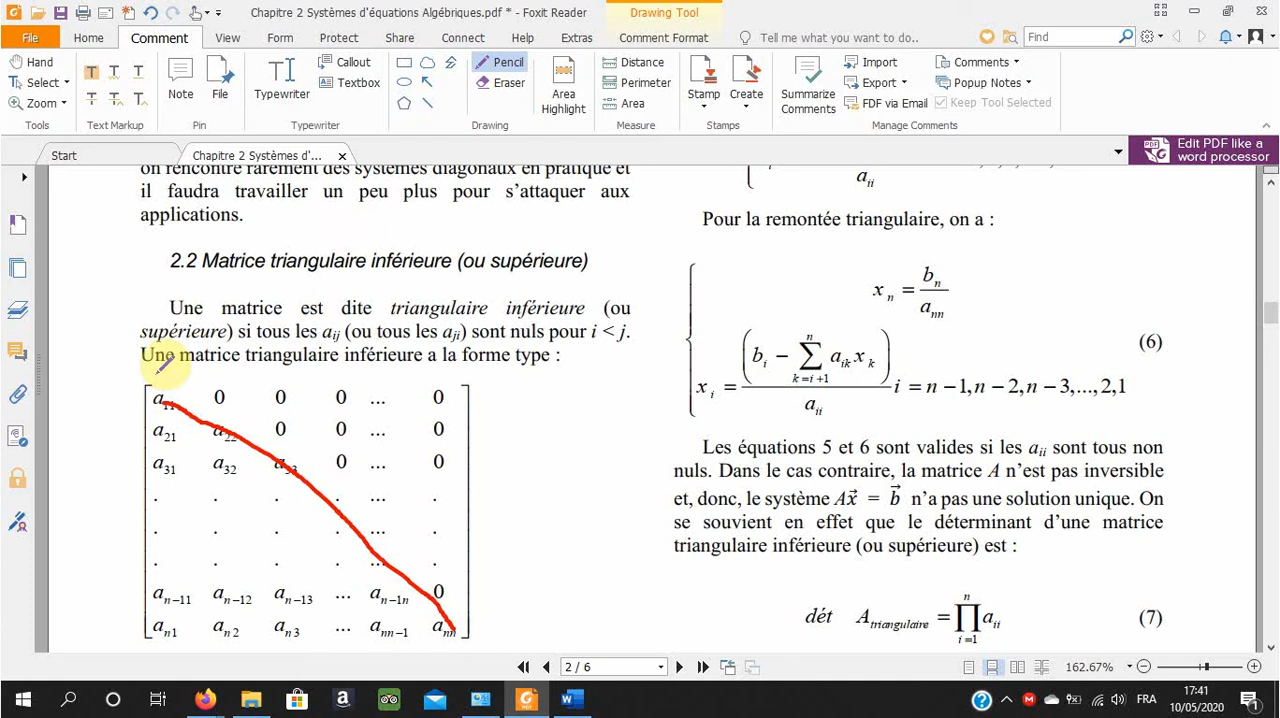 Chapitre 2 Systèmes d'équations Algébriques.pdf * - Foxit Reader
Drawing Tool
File Home Comment View Form Protect Share Connect Help Extras Comment Format Tell me what you want to do.. Find
Hand
Select
Zoom
Tools
Text Markup
Note
File
Pin
Typewriter
Callout
Textbox
Typewriter
Pencil
Eraser
Drawing
Area Highlight
Distance
Perimeter
Area
Measure
Stamp
Create
Stamps
Summarize Comments
Import
Export
FDF via Email
Comments
Popup Notes
Keep Tool Selected
Manage Comments
Start
Chapitre 2 Systèmes d'...
Edit PDF like a
word processor
on rencontre rarement des systèmes diagonaux en pratique et
il faudra travailler un peu plus pour s'attaquer aux
applications.
2.2 Matrice triangulaire inférieure (ou supérieure)
Une matrice est dite triangulaire inférieure (ou
supérieure) si tous les aij (ou tous les aji) sont nuls pour i < j.
Une matrice triangulaire inférieure a la forme type :
a11 0 0 0 ... 0
a21 a22 0 0 ... 0
a31 a32 a33 0 ... 0
. . . . ... .
. . . . ... .
. . . . ... .
an−11 an−12 an−13 ... an−1n 0
an1 an2 an3 ... ann−1 ann
aii
Pour la remontée triangulaire, on a :
xn = bn / ann
xi = (bi − ∑k=i+1n aik xk) / aii i = n−1, n−2, n−3,...,2,1 (6)
Les équations 5 et 6 sont valides si les aii sont tous non
nuls. Dans le cas contraire, la matrice A n'est pas inversible
et, donc, le système Ax⃗ = b⃗ n'a pas une solution unique. On
se souvient en effet que le déterminant d'une matrice
triangulaire inférieure (ou supérieure) est :
dét Atriangulaire = ∏i=1n aii (7)
2 / 6
162.67%
FRA
17:41
10/05/2020